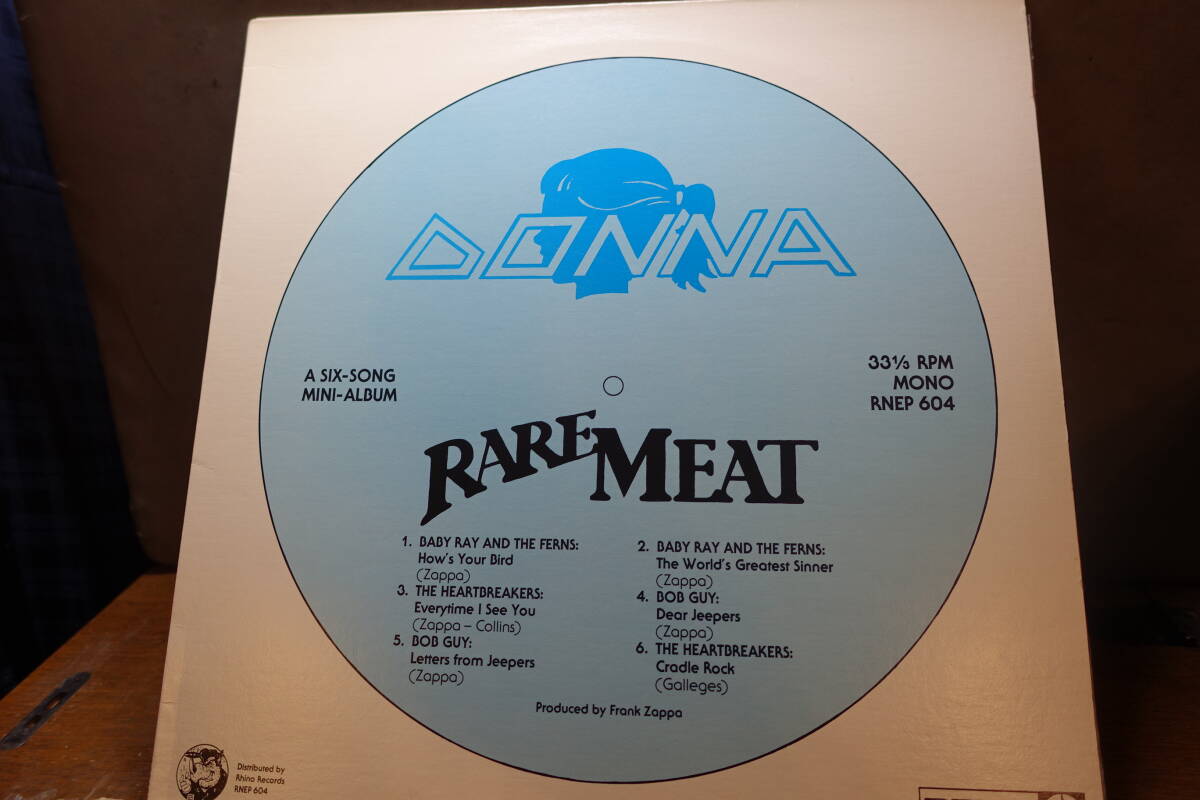 DONNA
A SIX-SONG
MINI-ALBUM
33⅓ RPM
MONO
RNEP 604
RARE MEAT
1. BABY RAY AND THE FERNS:
How's Your Bird
(Zappa)
2. BABY RAY AND THE FERNS:
The World's Greatest Sinner
(Zappa)
3. THE HEARTBREAKERS:
Everytime I See You
(Zappa – Collins)
4. BOB GUY:
Dear Jeepers
(Zappa)
5. BOB GUY:
Letters from Jeepers
(Zappa)
6. THE HEARTBREAKERS:
Cradle Rock
(Galleges)
Produced by Frank Zappa
Distributed by
Rhino Records
RNEP 604